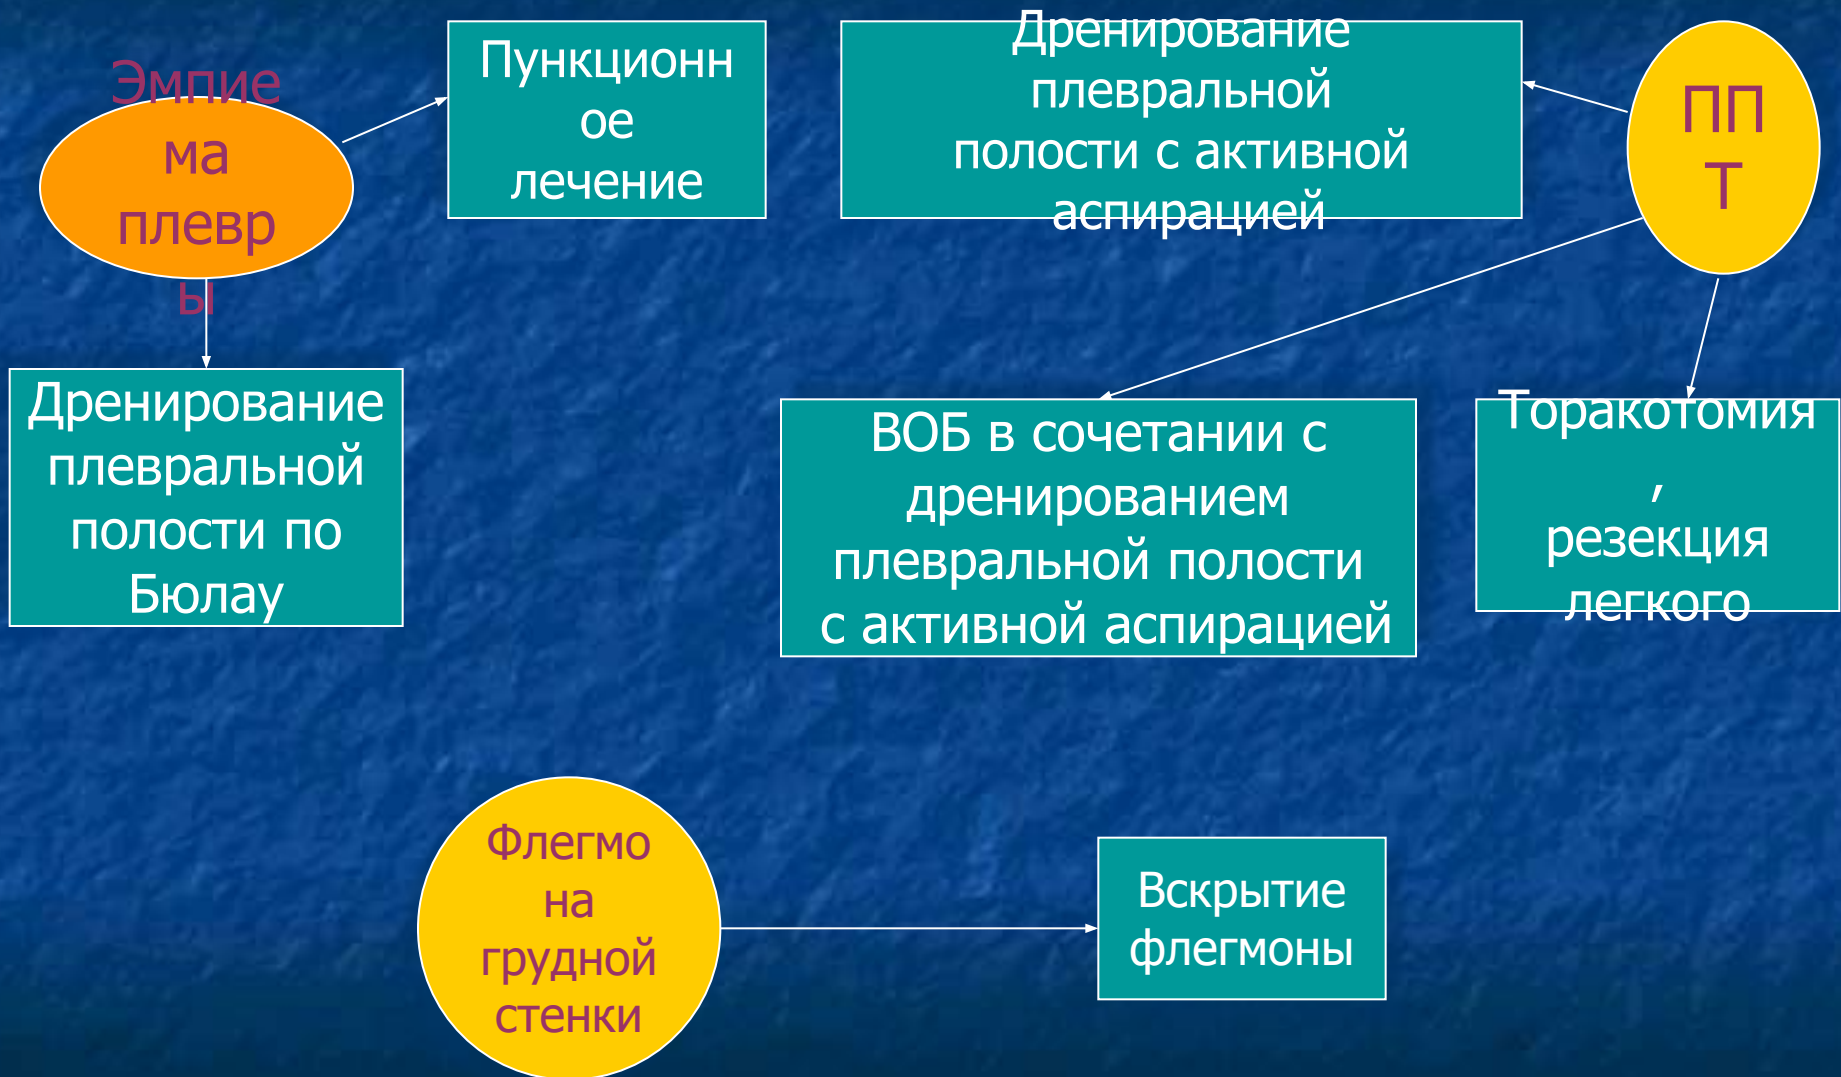 Эмпие
ма
плевр
ы
Пункционн
ое
лечение
Дренирование
плевральной
полости с активной
аспирацией
ПП
Т
Дренирование
плевральной
полости по
Бюлау
ВОБ в сочетании с
дренированием
плевральной полости
с активной аспирацией
Торакотомия
,
резекция
легкого
Флегмо
на
грудной
стенки
Вскрытие
флегмоны